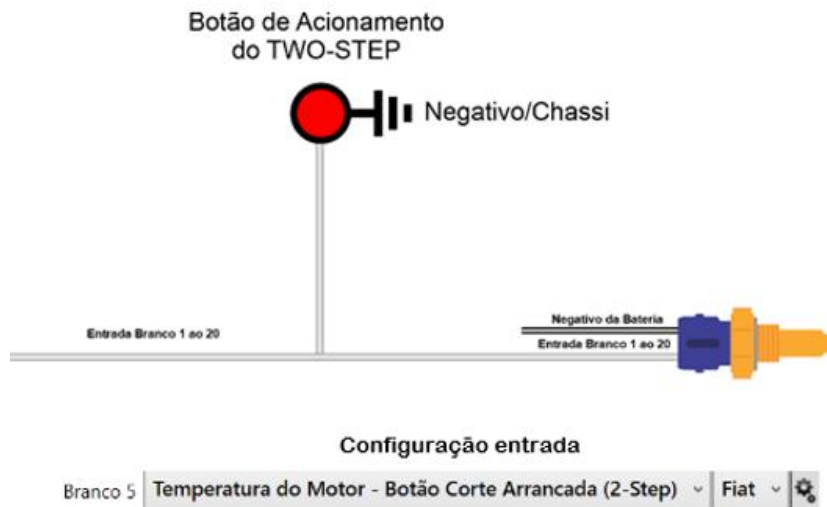 Botão de Acionamento
do TWO-STEP
Negativo/Chassi
Negativo da Bateria
Entrada Branco 1 ao 20
Entrada Branco 1 ao 20
Configuração entrada
Branco 5 Temperatura do Motor - Botão Corte Arrancada (2-Step) Fiat